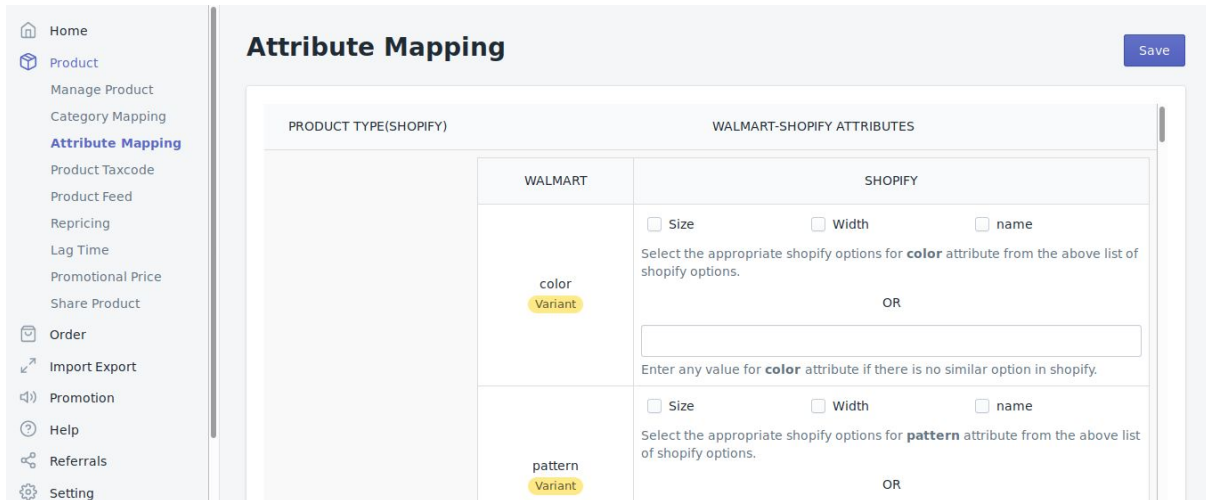 Home
Product
Manage Product
Category Mapping
Attribute Mapping
Product Taxcode
Product Feed
Repricing
Lag Time
Promotional Price
Share Product
Order
Import Export
Promotion
Help
Referrals
Setting
Attribute Mapping
Save
PRODUCT TYPE(SHOPIFY)
WALMART-SHOPIFY ATTRIBUTES
WALMART
SHOPIFY
color
Variant
Size Width name
Select the appropriate shopify options for color attribute from the above list of
shopify options.
OR
Enter any value for color attribute if there is no similar option in shopify.
pattern
Variant
Size Width name
Select the appropriate shopify options for pattern attribute from the above list
of shopify options.
OR